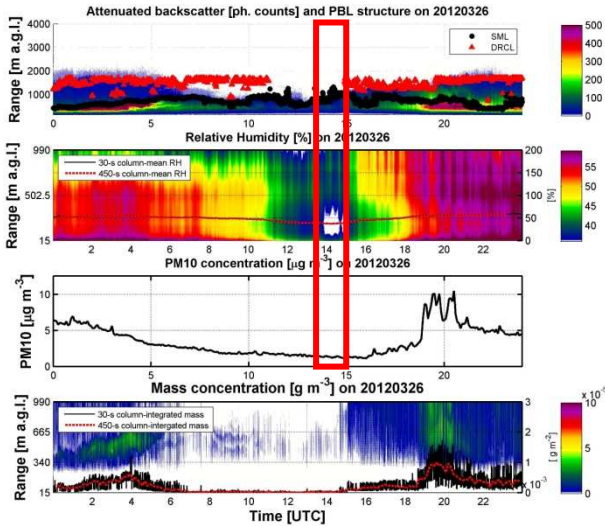 Attenuated backscatter [ph. counts] and PBL structure on 20120326
Range [m a.g.l.]
4000
3000
2000
1000
0
0 5 10 15 20
SML
DRCL
500
400
300
200
100
0
Relative Humidity [%] on 20120326
Range [m a.g.l.]
990
502.5
15
30-s column-mean RH
450-s column-mean RH
2 4 6 8 10 12 14 16 18 20 22
200
150
100
50
0
[%]
55
50
45
40
PM10 concentration [µg m⁻³] on 20120326
PM10 [µg m⁻³]
10
5
0
0 5 10 15 20
Mass concentration [g m⁻³] on 20120326
Range [m a.g.l.]
990
665
340
15
30-s column-intergated mass
450-s column-intergated mass
2 4 6 8 10 12 14 16 18 20 22
3
2
1
0
x 10⁻³
[ g m⁻²]
10
5
0
Time [UTC]